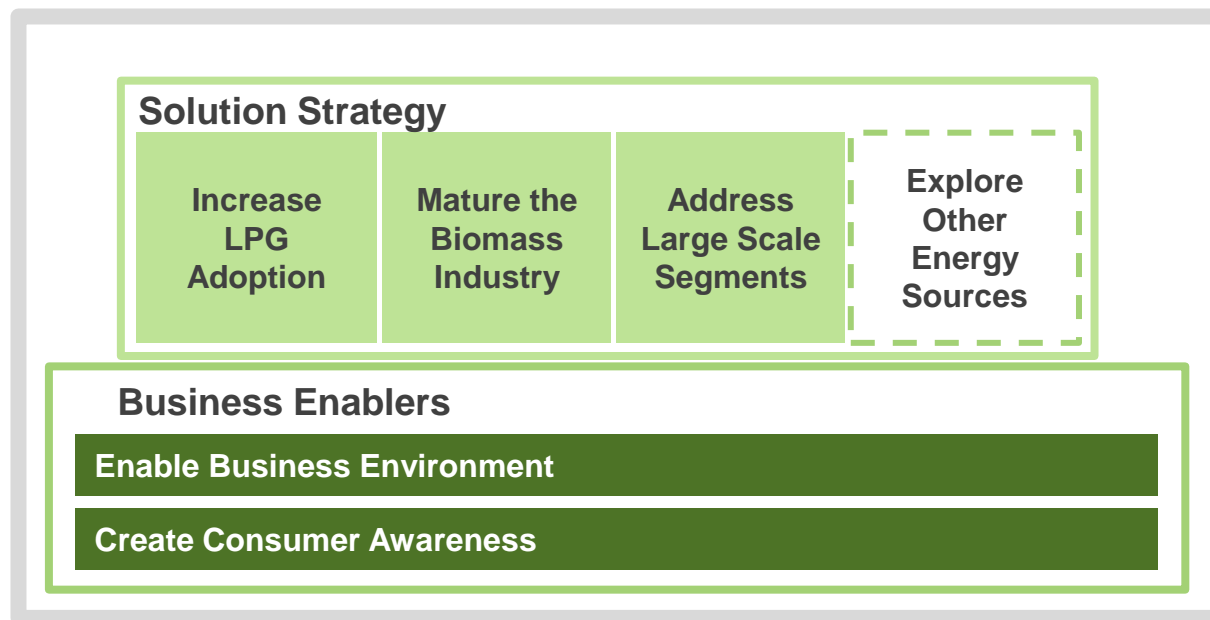 Solution Strategy
Increase
LPG
Adoption
Mature the
Biomass
Industry
Address
Large Scale
Segments
Explore
Other
Energy
Sources
Business Enablers
Enable Business Environment
Create Consumer Awareness